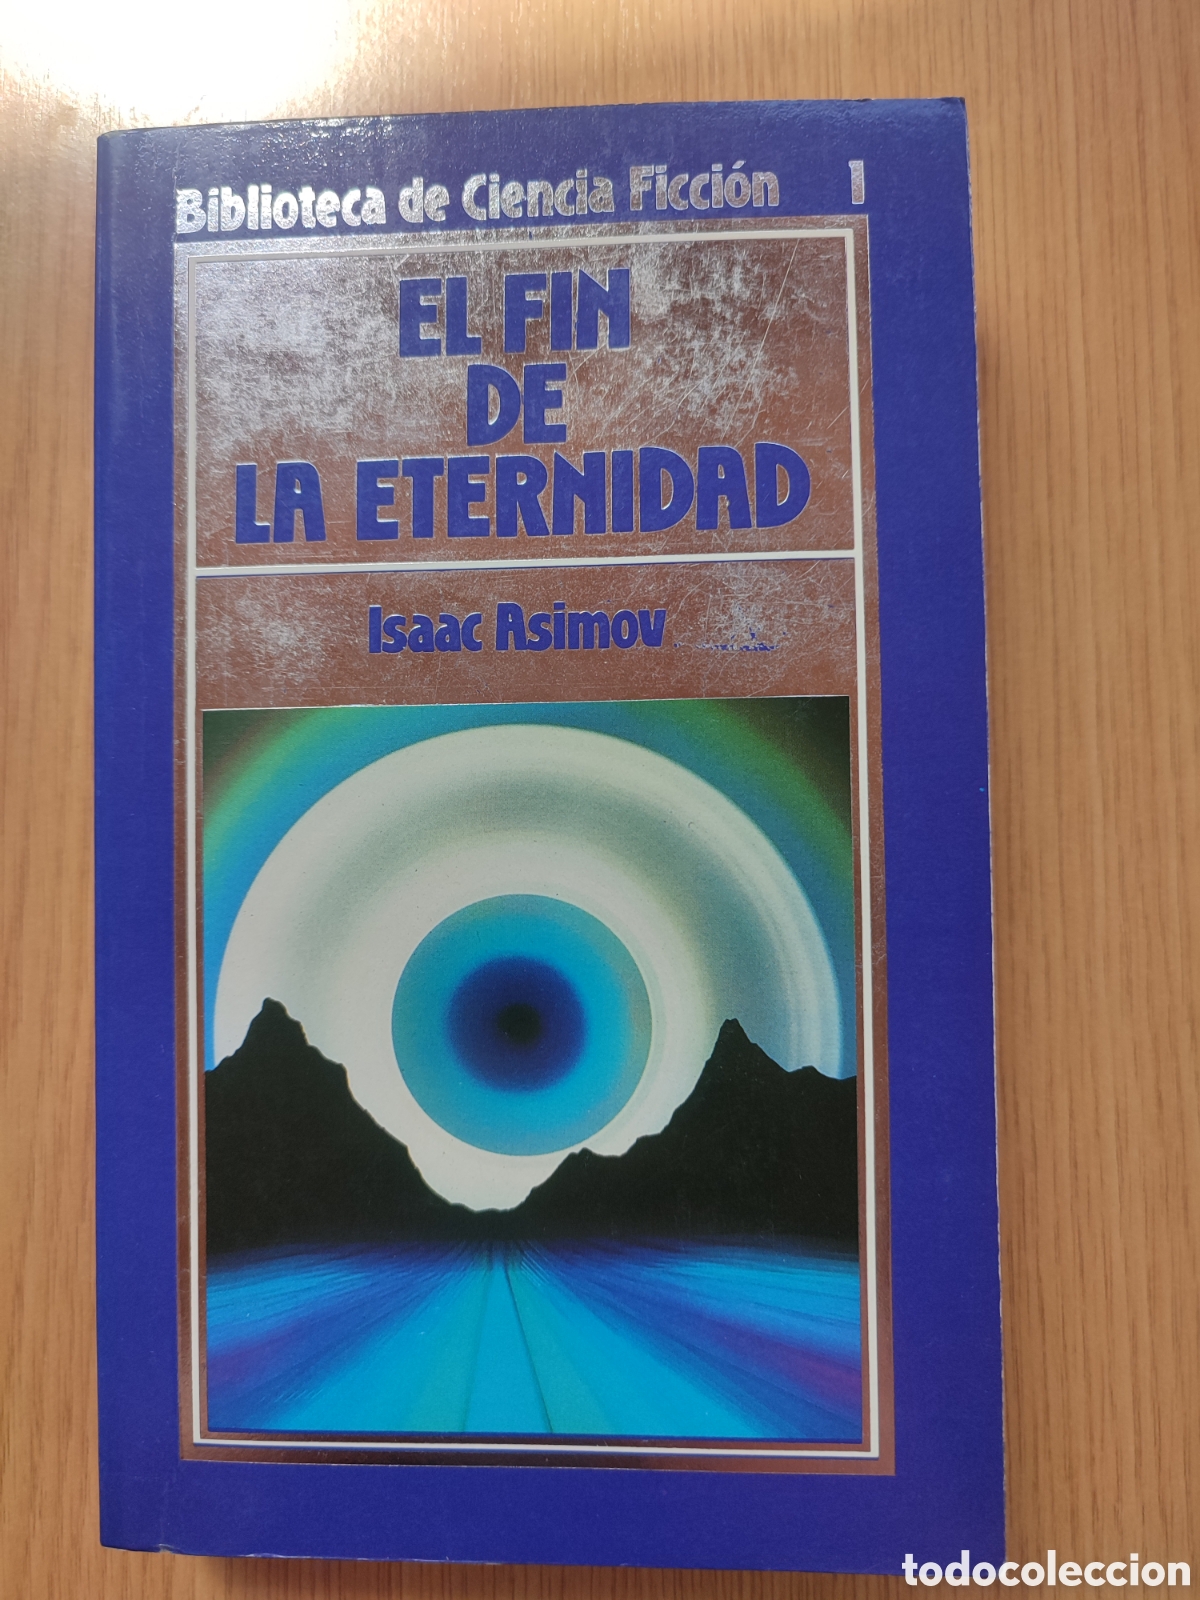 Biblioteca de Ciencia Ficción 1
EL FIN
DE
LA ETERNIDAD
Isaac Asimov
todocoleccion